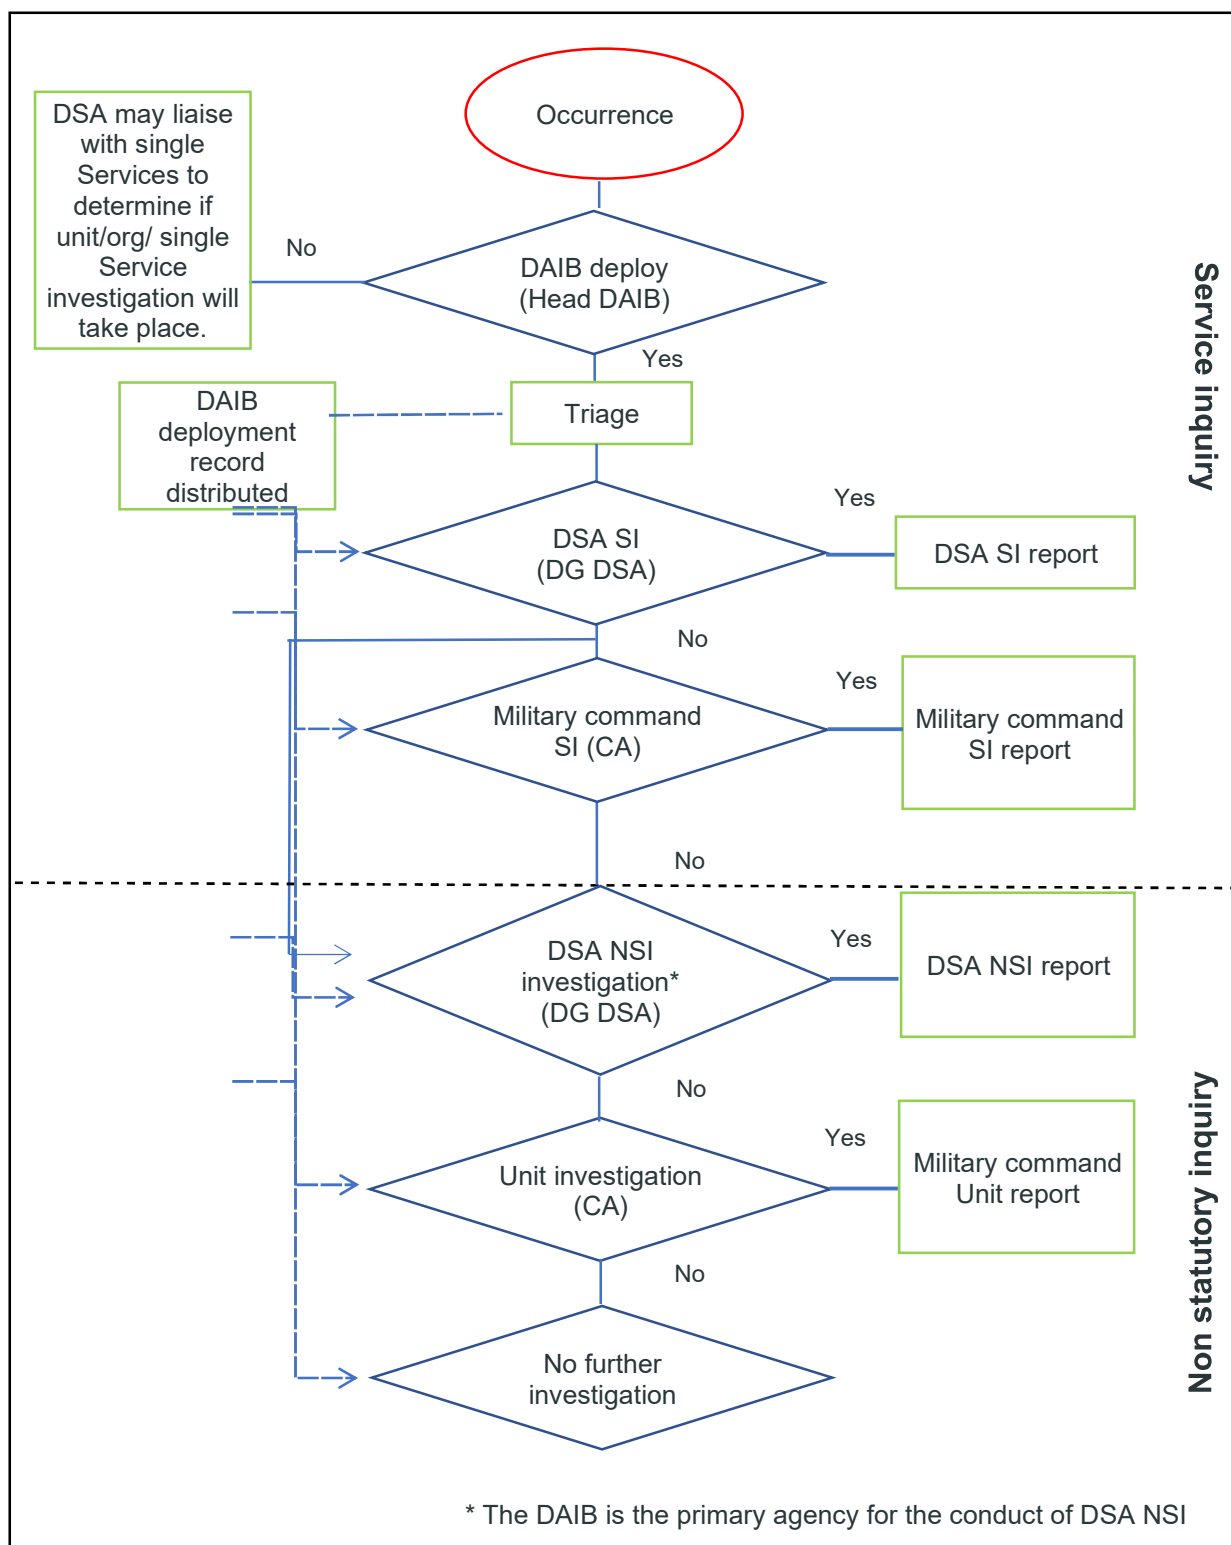 Occurrence
DSA may liaise
with single
Services to
determine if
unit/org/ single
Service
investigation will
take place.
No
DAIB deploy
(Head DAIB)
Service inquiry
Yes
DAIB
deployment
record
distributed
Triage
Yes
DSA SI
(DG DSA)
DSA SI report
No
Yes
Military command
SI (CA)
Military command
SI report
No
Yes
DSA NSI
investigation*
(DG DSA)
DSA NSI report
No
Non statutory inquiry
Yes
Unit investigation
(CA)
Military command
Unit report
No
No further
investigation
* The DAIB is the primary agency for the conduct of DSA NSI